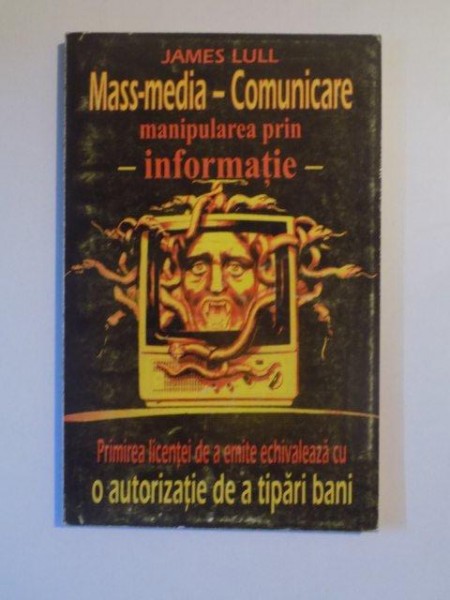 JAMES LULL
Mass-media – Comunicare
manipularea prin
– informație –
Primirea licenței de a emite echivalează cu
o autorizație de a tipări bani